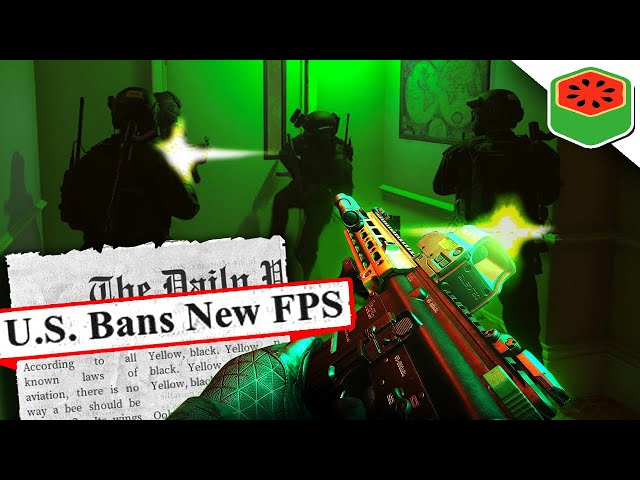 The Daily
U.S. Bans New FPS
According to all Yellow, black. Yellow,
known laws of black. Yellow,
aviation, there is no Yellow, black
way a bee should be
wings